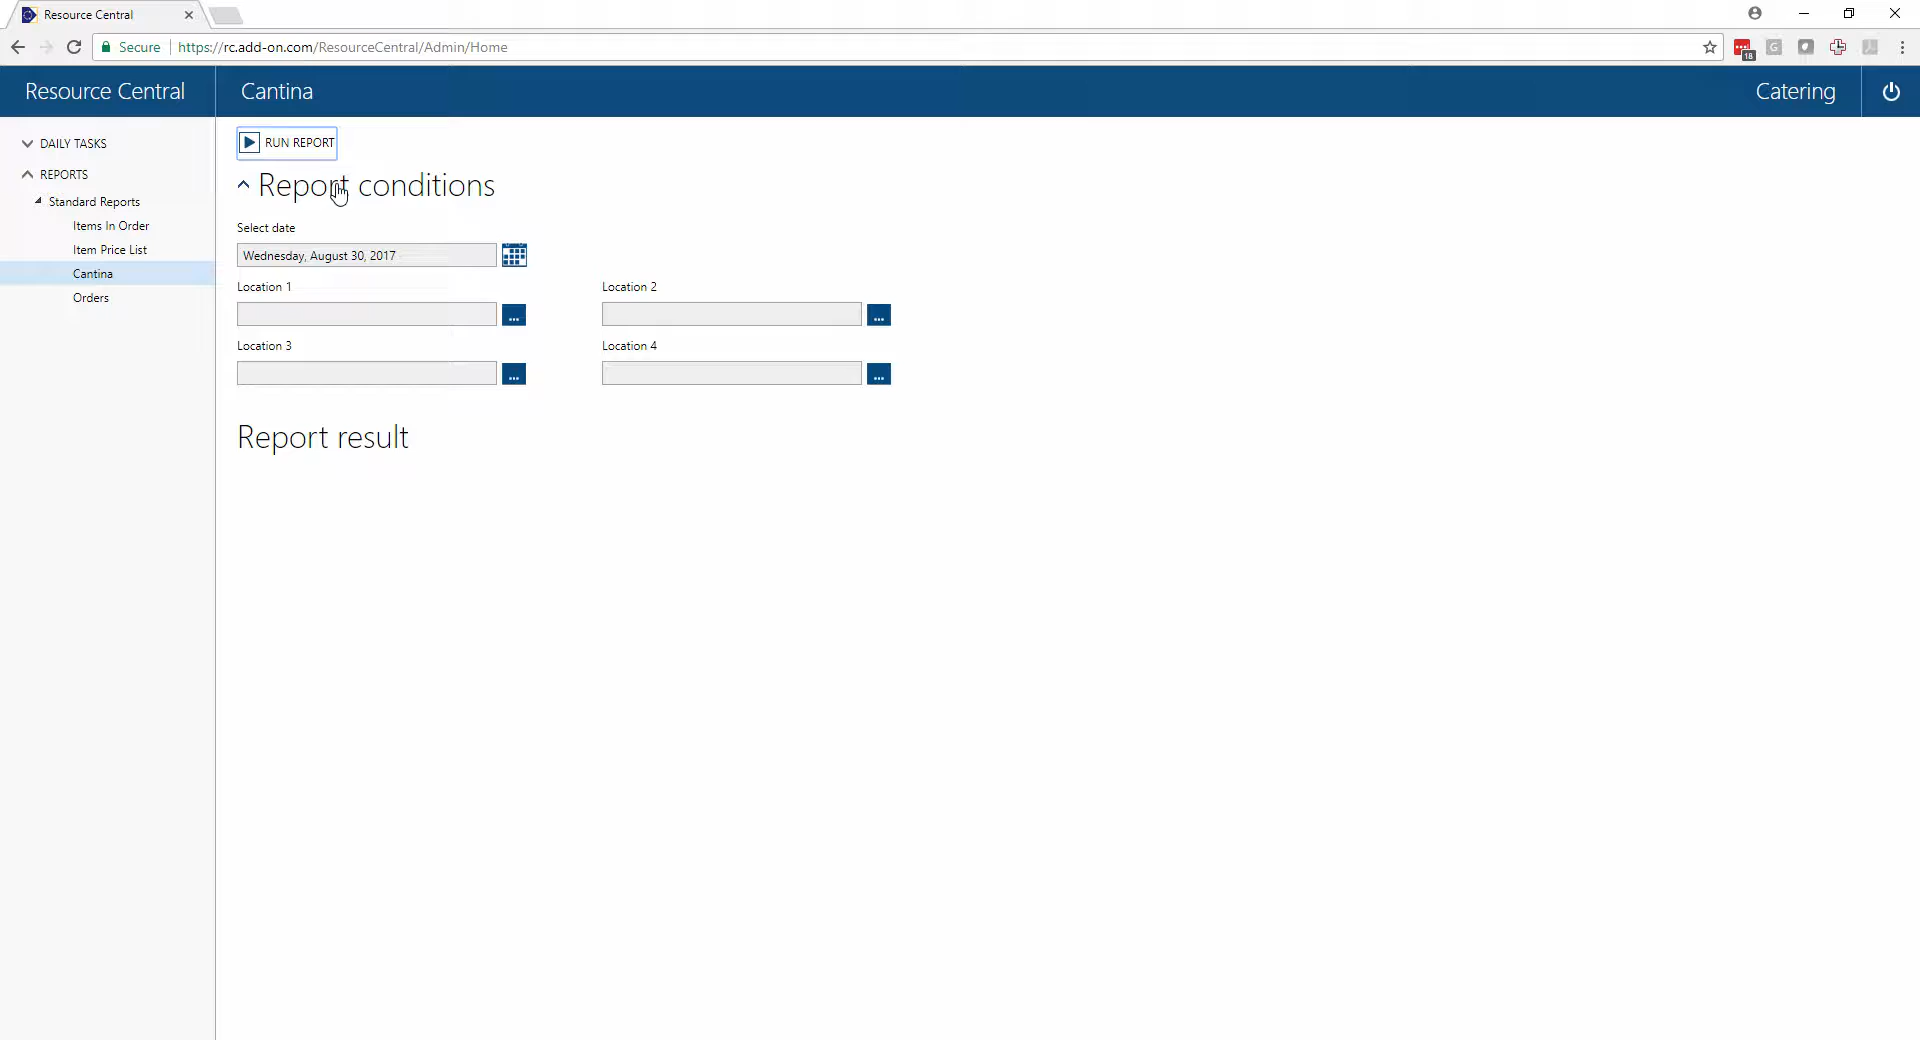 Resource Central
Secure
https://rc.add-on.com/ResourceCentral/Admin/Home
18
G
Resource Central
Cantina
Catering
DAILY TASKS
REPORTS
Standard Reports
Items In Order
Item Price List
Cantina
Orders
RUN REPORT
Report conditions
Select date
Wednesday, August 30, 2017
Location 1
Location 2
...
...
Location 3
Location 4
...
...
Report result